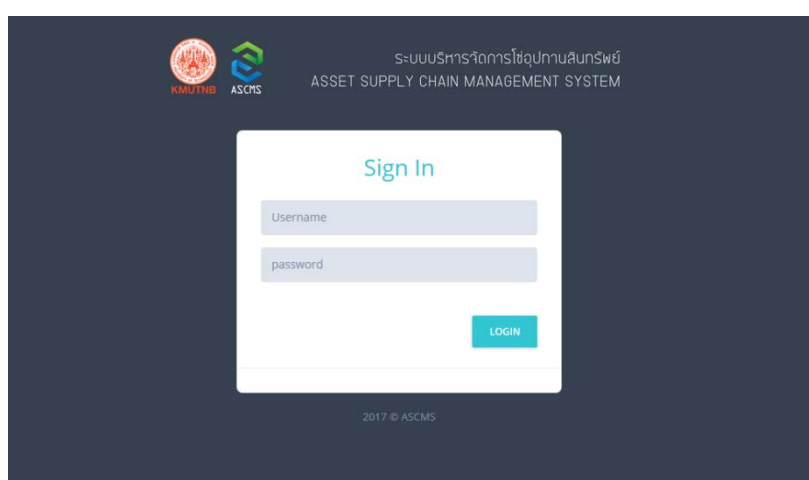 KMUTNB
ASCMS
ระบบบริหารจัดการโซ่อุปทานสินทรัพย์
ASSET SUPPLY CHAIN MANAGEMENT SYSTEM
Sign In
Username
password
LOGIN
2017 © ASCMS